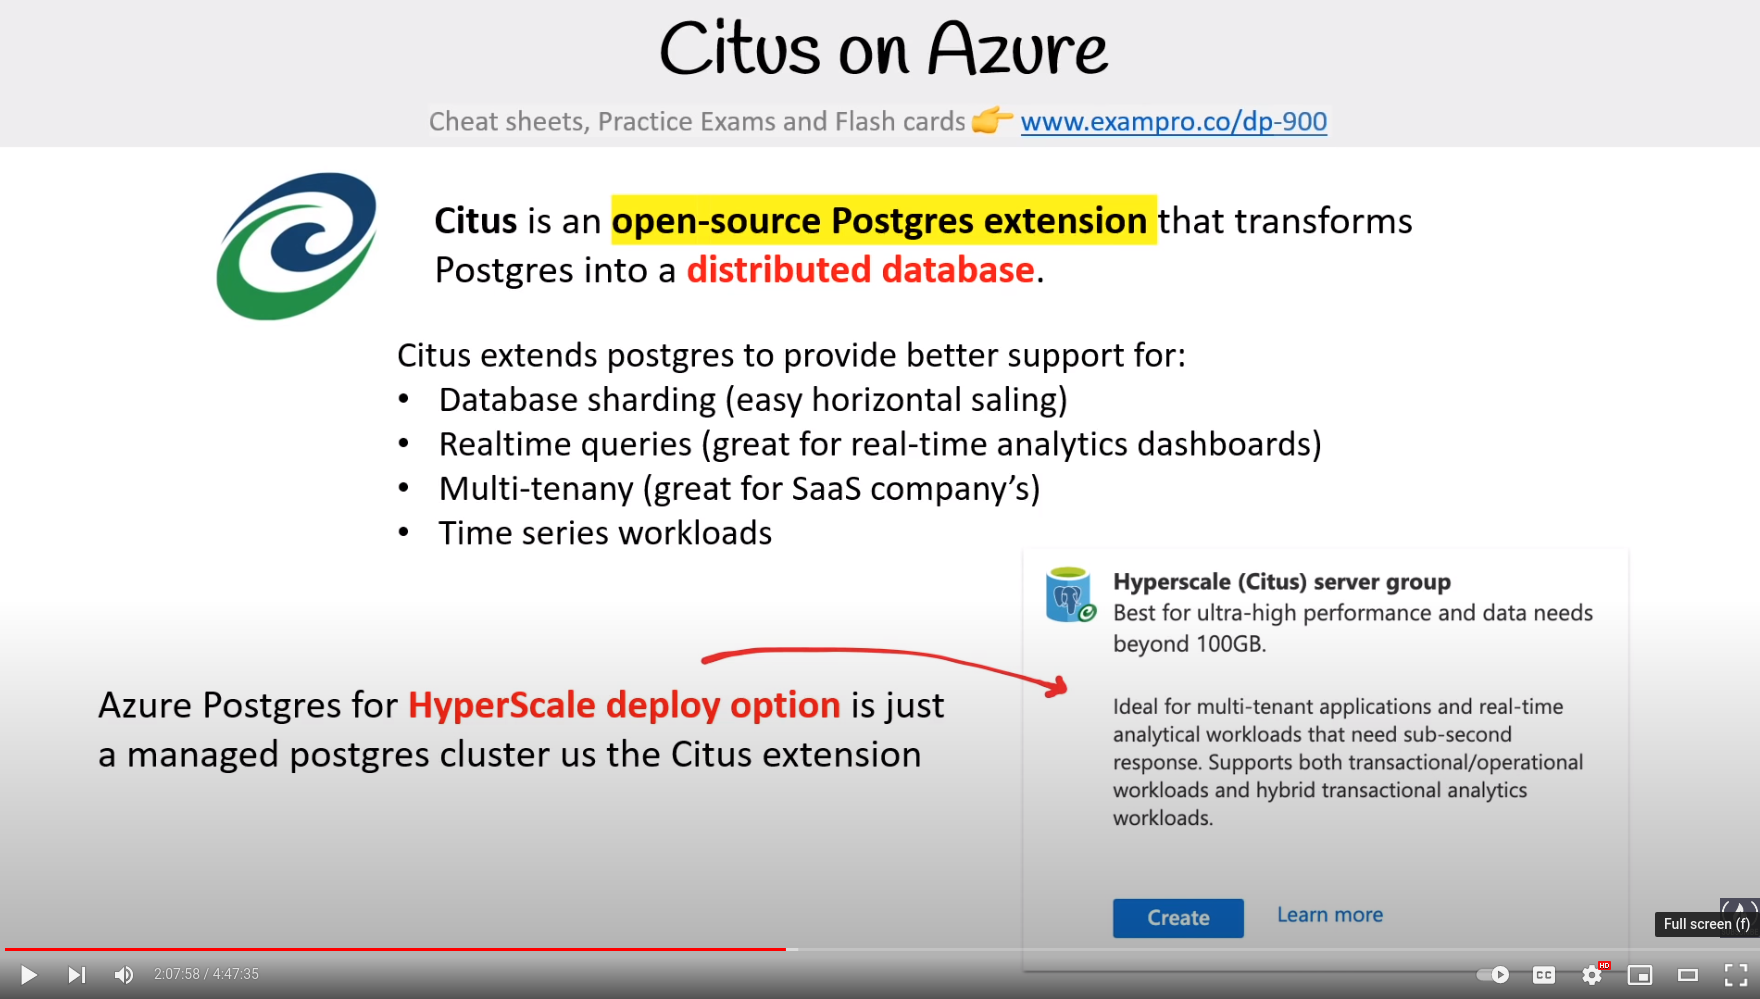 Citus on Azure
Cheat sheets, Practice Exams and Flash cards 👉 www.exampro.co/dp-900
Citus is an open-source Postgres extension that transforms
Postgres into a distributed database.
Citus extends postgres to provide better support for:
• Database sharding (easy horizontal saling)
• Realtime queries (great for real-time analytics dashboards)
• Multi-tenany (great for SaaS company’s)
• Time series workloads
Azure Postgres for HyperScale deploy option is just
a managed postgres cluster us the Citus extension
Hyperscale (Citus) server group
Best for ultra-high performance and data needs
beyond 100GB.
Ideal for multi-tenant applications and real-time
analytical workloads that need sub-second
response. Supports both transactional/operational
workloads and hybrid transactional analytics
workloads.
Create
Learn more
Full screen (f)
2:07:58 / 4:47:35
CC
HD